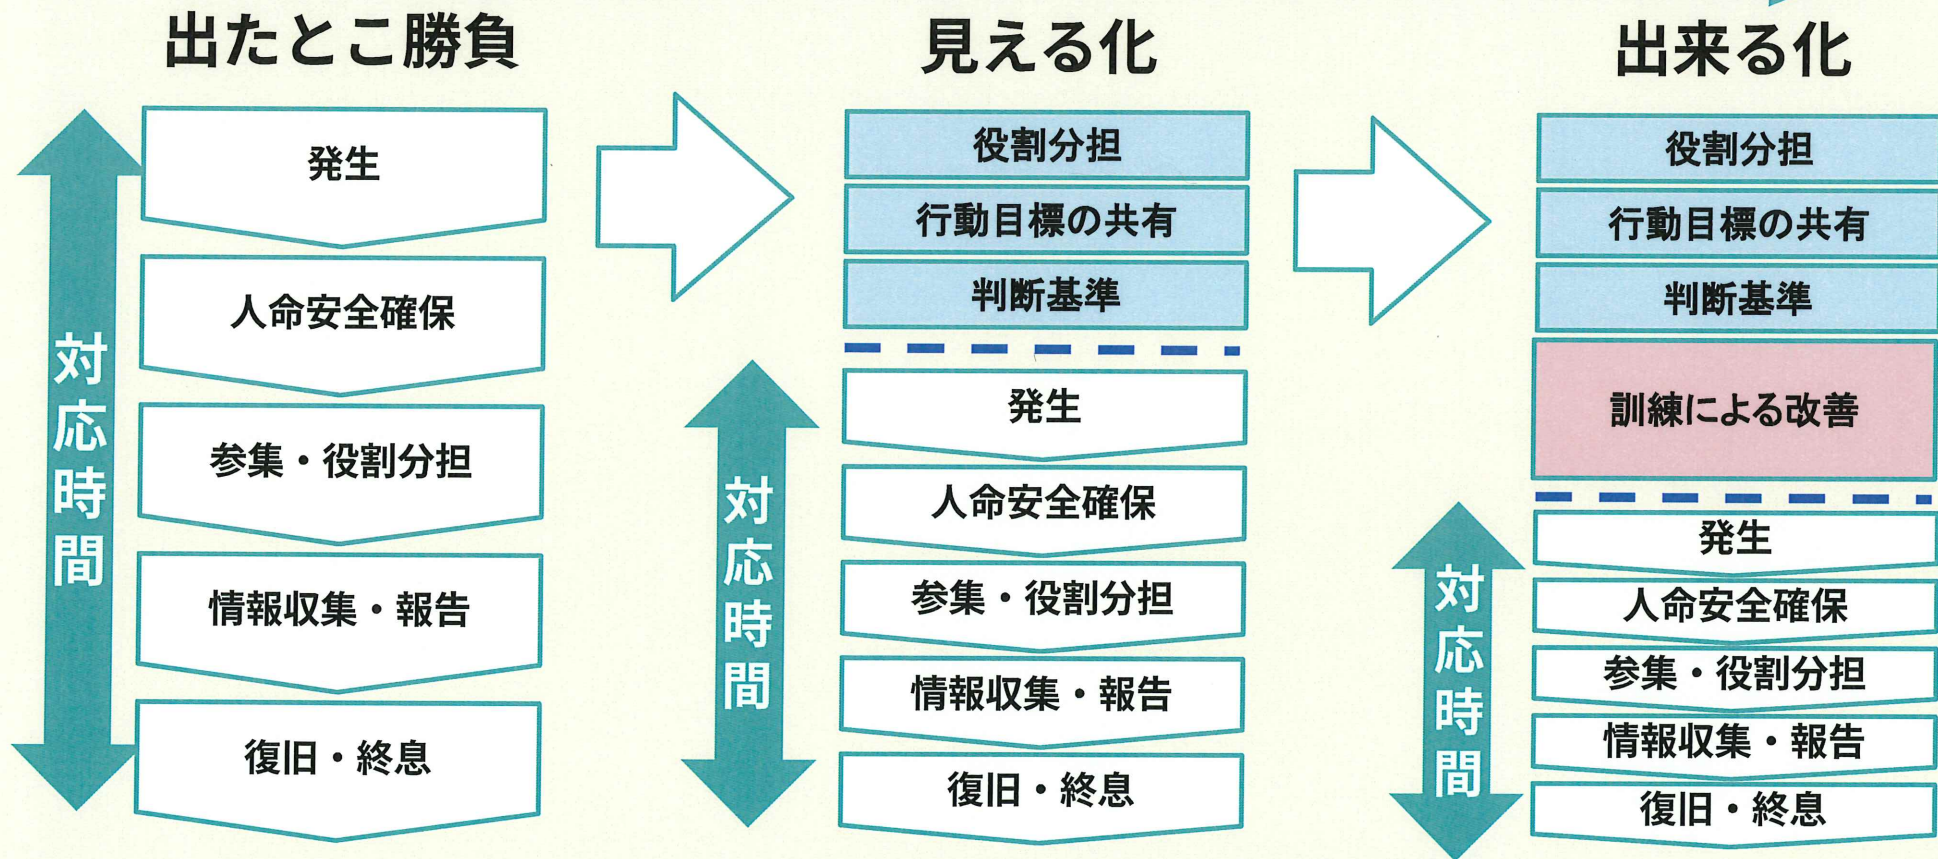 出たとこ勝負
対応時間
発生
人命安全確保
参集・役割分担
情報収集・報告
復旧・終息
見える化
役割分担
行動目標の共有
判断基準
対応時間
発生
人命安全確保
参集・役割分担
情報収集・報告
復旧・終息
出来る化
役割分担
行動目標の共有
判断基準
訓練による改善
対応時間
発生
人命安全確保
参集・役割分担
情報収集・報告
復旧・終息